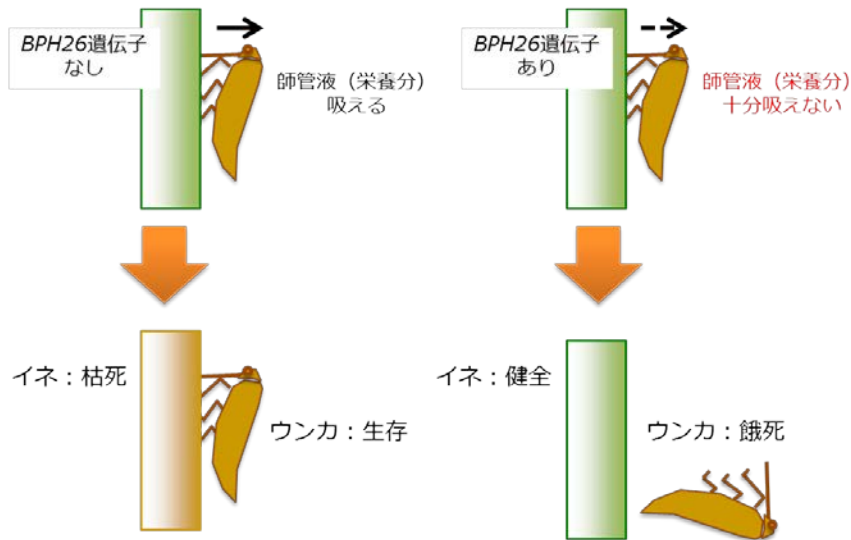 BPH26遺伝子
なし
師管液（栄養分）
吸える
BPH26遺伝子
あり
師管液（栄養分）
十分吸えない
イネ：枯死
ウンカ：生存
イネ：健全
ウンカ：餓死